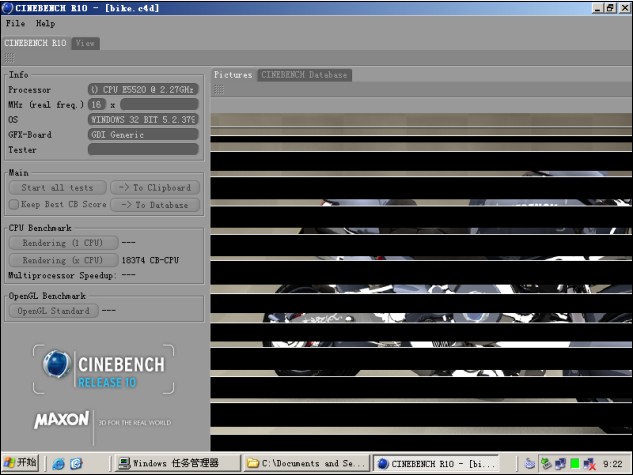 CINEBENCH R10 - [bike.c4d]
File Help
CINEBENCH R10 View
Info
Processor () CPU E5520 @ 2.27GHz
MHz (real freq.) 16 x
OS WINDOWS 32 BIT 5.2.379
GFX-Board GDI Generic
Tester
Main
Start all tests -> To Clipboard
Keep Best CB Score -> To Database
CPU Benchmark
Rendering (1 CPU) ---
Rendering (x CPU) 18374 CB-CPU
Multiprocessor Speedup: ---
OpenGL Benchmark
OpenGL Standard ---
CINEBENCH
RELEASE 10
MAXON 3D FOR THE REAL WORLD
Pictures CINEBENCH Database
开始 Windows 任务管理器 C:\Documents and Se... CINEBENCH R10 - [bi... 9:22